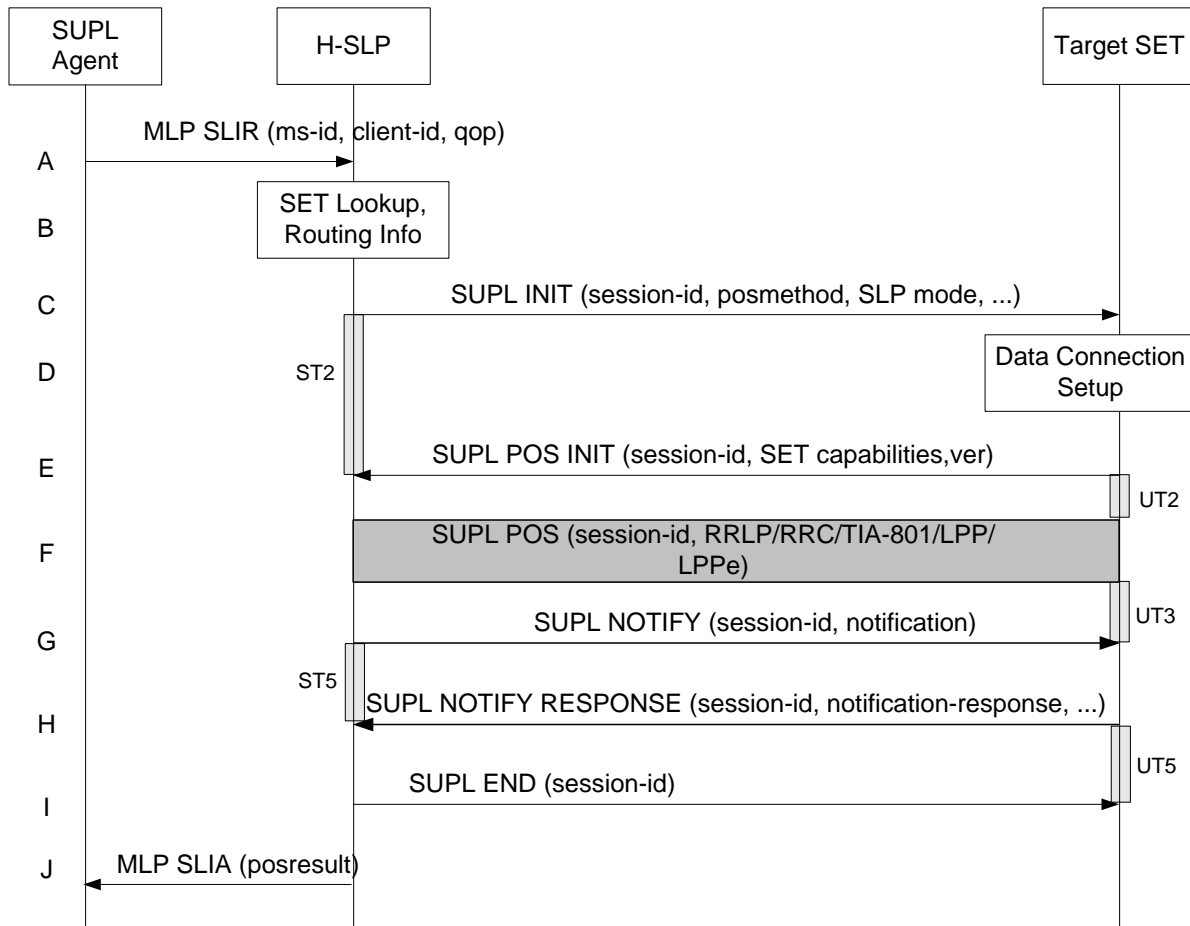 SUPL
Agent
H-SLP
Target SET
MLP SLIR (ms-id, client-id, qop)
A
SET Lookup,
Routing Info
B
SUPL INIT (session-id, posmethod, SLP mode, ...)
C
Data Connection
Setup
D
ST2
SUPL POS INIT (session-id, SET capabilities,ver)
E
UT2
SUPL POS (session-id, RRLP/RRC/TIA-801/LPP/
LPPe)
F
SUPL NOTIFY (session-id, notification)
UT3
G
ST5
SUPL NOTIFY RESPONSE (session-id, notification-response, ...)
H
UT5
SUPL END (session-id)
I
MLP SLIA (posresult)
J